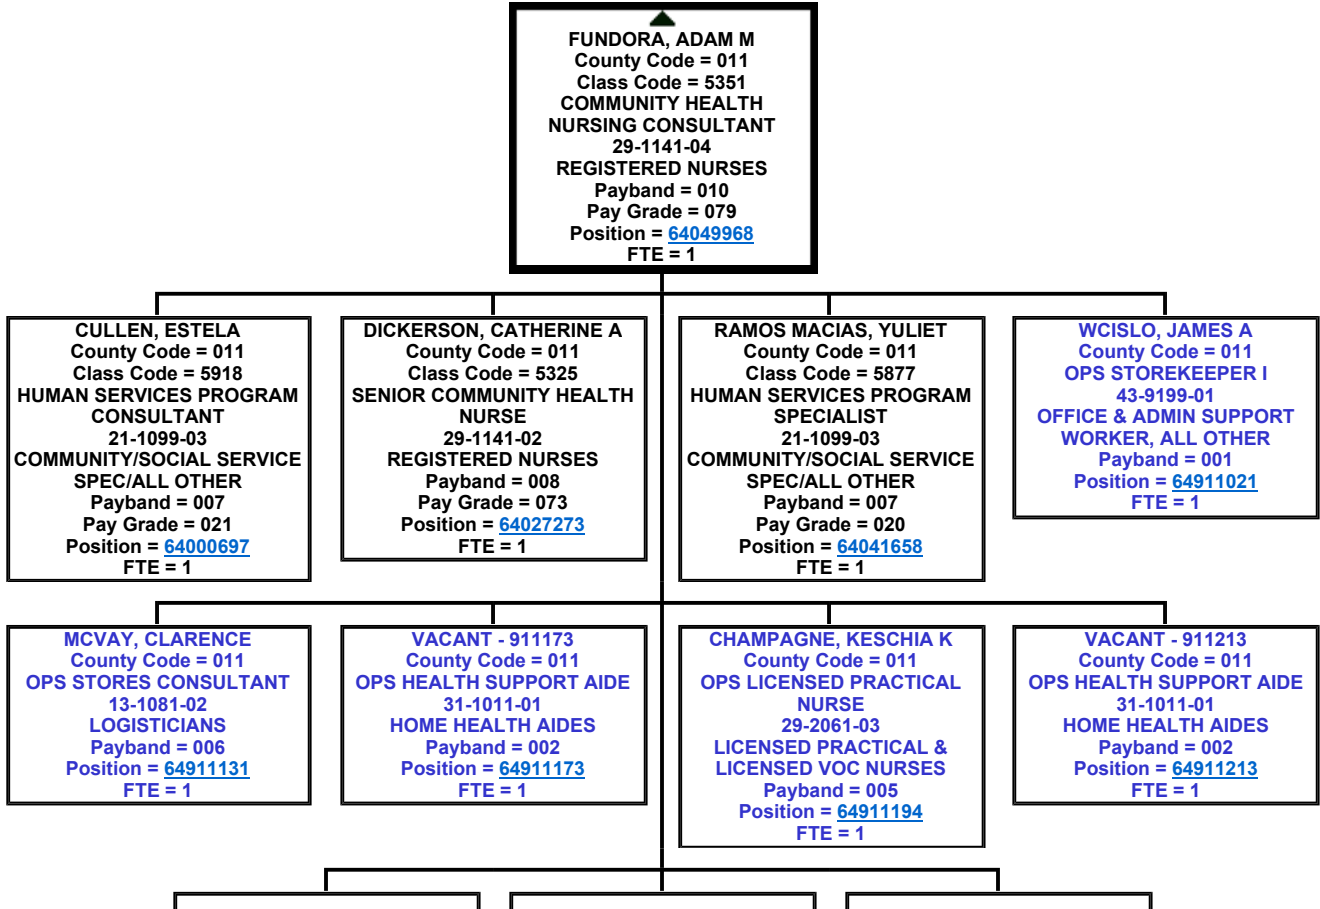 FUNDORA, ADAM M
County Code = 011
Class Code = 5351
COMMUNITY HEALTH
NURSING CONSULTANT
29-1141-04
REGISTERED NURSES
Payband = 010
Pay Grade = 079
Position = 64049968
FTE = 1
CULLEN, ESTELA
County Code = 011
Class Code = 5918
HUMAN SERVICES PROGRAM
CONSULTANT
21-1099-03
COMMUNITY/SOCIAL SERVICE
SPEC/ALL OTHER
Payband = 007
Pay Grade = 021
Position = 64000697
FTE = 1
DICKERSON, CATHERINE A
County Code = 011
Class Code = 5325
SENIOR COMMUNITY HEALTH
NURSE
29-1141-02
REGISTERED NURSES
Payband = 008
Pay Grade = 073
Position = 64027273
FTE = 1
RAMOS MACIAS, YULIET
County Code = 011
Class Code = 5877
HUMAN SERVICES PROGRAM
SPECIALIST
21-1099-03
COMMUNITY/SOCIAL SERVICE
SPEC/ALL OTHER
Payband = 007
Pay Grade = 020
Position = 64041658
FTE = 1
WCISLO, JAMES A
County Code = 011
OPS STOREKEEPER I
43-9199-01
OFFICE & ADMIN SUPPORT
WORKER, ALL OTHER
Payband = 001
Position = 64911021
FTE = 1
MCVAY, CLARENCE
County Code = 011
OPS STORES CONSULTANT
13-1081-02
LOGISTICIANS
Payband = 006
Position = 64911131
FTE = 1
VACANT - 911173
County Code = 011
OPS HEALTH SUPPORT AIDE
31-1011-01
HOME HEALTH AIDES
Payband = 002
Position = 64911173
FTE = 1
CHAMPAGNE, KESCHIA K
County Code = 011
OPS LICENSED PRACTICAL
NURSE
29-2061-03
LICENSED PRACTICAL &
LICENSED VOC NURSES
Payband = 005
Position = 64911194
FTE = 1
VACANT - 911213
County Code = 011
OPS HEALTH SUPPORT AIDE
31-1011-01
HOME HEALTH AIDES
Payband = 002
Position = 64911213
FTE = 1